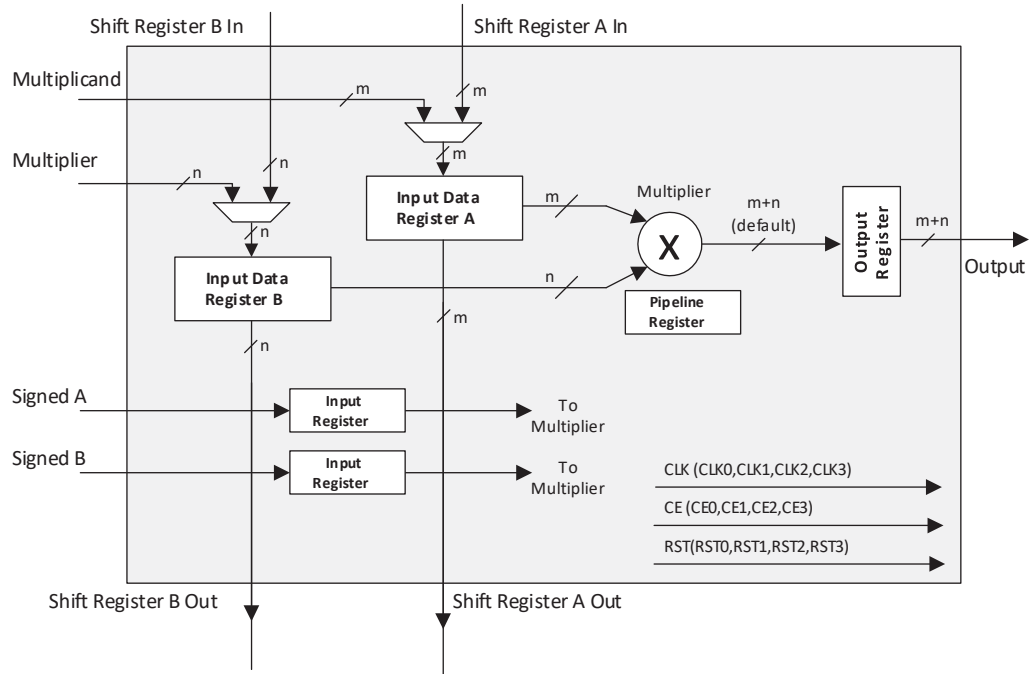 Shift Register B In
Shift Register A In
Multiplicand
m
m
Multiplier
n
n
m
Input Data
Register A
m
Multiplier
X
m+n
(default)
Output
Register
m+n
Output
n
Input Data
Register B
n
Pipeline
Register
m
n
Signed A
Input
Register
To
Multiplier
Signed B
Input
Register
To
Multiplier
CLK (CLK0,CLK1,CLK2,CLK3)
CE (CE0,CE1,CE2,CE3)
RST(RST0,RST1,RST2,RST3)
Shift Register B Out
Shift Register A Out